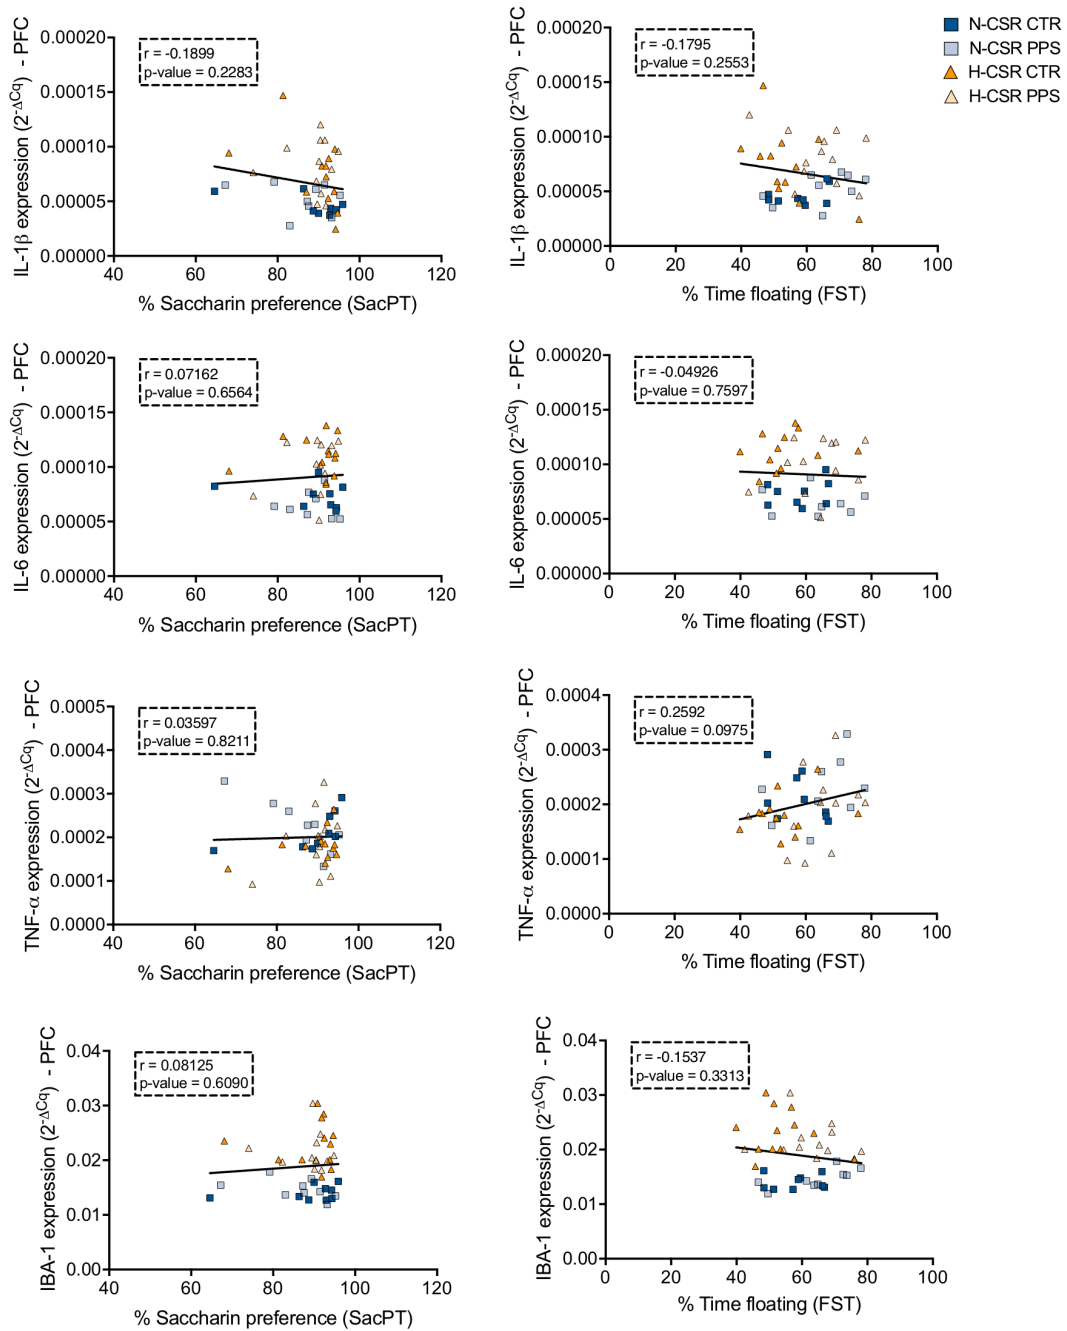 N-CSR CTR
N-CSR PPS
H-CSR CTR
H-CSR PPS
IL-1β expression (2-ΔCq) - PFC
0.00020
0.00015
0.00010
0.00005
0.00000
r = -0.1899
p-value = 0.2283
40 60 80 100 120
% Saccharin preference (SacPT)
IL-1β expression (2-ΔCq) - PFC
0.00020
0.00015
0.00010
0.00005
0.00000
r = -0.1795
p-value = 0.2553
0 20 40 60 80 100
% Time floating (FST)
IL-6 expression (2-ΔCq) - PFC
0.00020
0.00015
0.00010
0.00005
0.00000
r = 0.07162
p-value = 0.6564
40 60 80 100 120
% Saccharin preference (SacPT)
IL-6 expression (2-ΔCq) - PFC
0.00020
0.00015
0.00010
0.00005
0.00000
r = -0.04926
p-value = 0.7597
0 20 40 60 80 100
% Time floating (FST)
TNF-α expression (2-ΔCq) - PFC
0.0005
0.0004
0.0003
0.0002
0.0001
0.0000
r = 0.03597
p-value = 0.8211
40 60 80 100 120
% Saccharin preference (SacPT)
TNF-α expression (2-ΔCq) - PFC
0.0004
0.0003
0.0002
0.0001
0.0000
r = 0.2592
p-value = 0.0975
0 20 40 60 80 100
% Time floating (FST)
IBA-1 expression (2-ΔCq) - PFC
0.04
0.03
0.02
0.01
0.00
r = 0.08125
p-value = 0.6090
40 60 80 100 120
% Saccharin preference (SacPT)
IBA-1 expression (2-ΔCq) - PFC
0.04
0.03
0.02
0.01
0.00
r = -0.1537
p-value = 0.3313
0 20 40 60 80 100
% Time floating (FST)